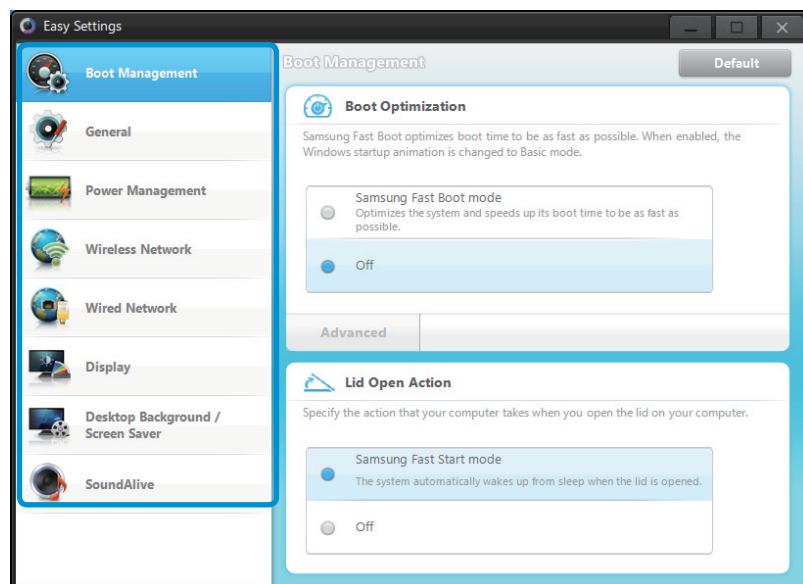 Easy Settings
Boot Management
General
Power Management
Wireless Network
Wired Network
Display
Desktop Background /
Screen Saver
SoundAlive
Boot Management
Default
Boot Optimization
Samsung Fast Boot optimizes boot time to be as fast as possible. When enabled, the
Windows startup animation is changed to Basic mode.
Samsung Fast Boot mode
Optimizes the system and speeds up its boot time to be as fast as
possible.
Off
Advanced
Lid Open Action
Specify the action that your computer takes when you open the lid on your computer.
Samsung Fast Start mode
The system automatically wakes up from sleep when the lid is opened.
Off